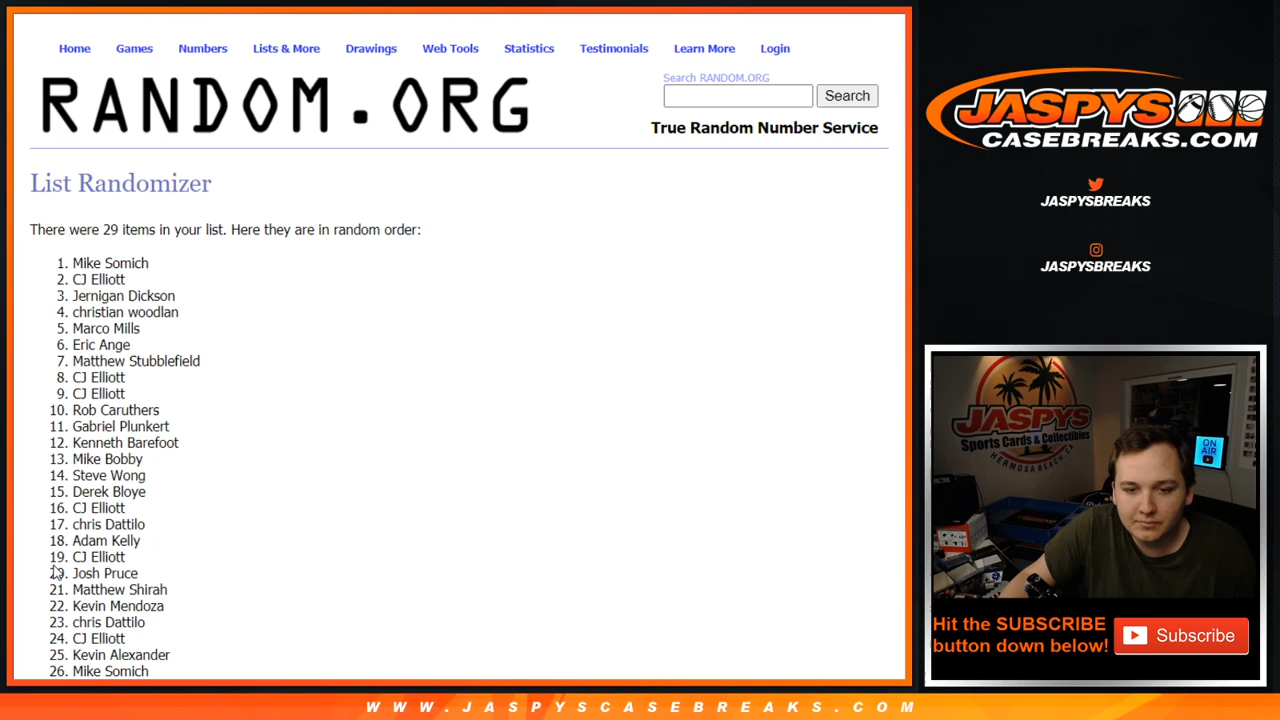 Home Games Numbers Lists & More Drawings Web Tools Statistics Testimonials Learn More Login
RANDOM.ORG
Search RANDOM.ORG
Search
True Random Number Service
List Randomizer
There were 29 items in your list. Here they are in random order:
1. Mike Somich
2. CJ Elliott
3. Jernigan Dickson
4. christian woodlan
5. Marco Mills
6. Eric Ange
7. Matthew Stubblefield
8. CJ Elliott
9. CJ Elliott
10. Rob Caruthers
11. Gabriel Plunkert
12. Kenneth Barefoot
13. Mike Bobby
14. Steve Wong
15. Derek Bloye
16. CJ Elliott
17. chris Dattilo
18. Adam Kelly
19. CJ Elliott
20. Josh Pruce
21. Matthew Shirah
22. Kevin Mendoza
23. chris Dattilo
24. CJ Elliott
25. Kevin Alexander
26. Mike Somich
JASPYS
CASEBREAKS.COM
JASPYSBREAKS
JASPYSBREAKS
JASPYS
Sports Cards & Collectibles
HERMOSA BEACH, CA
ON AIR
Hit the SUBSCRIBE
button down below!
Subscribe
WWW.JASPYSCASEBREAKS.COM